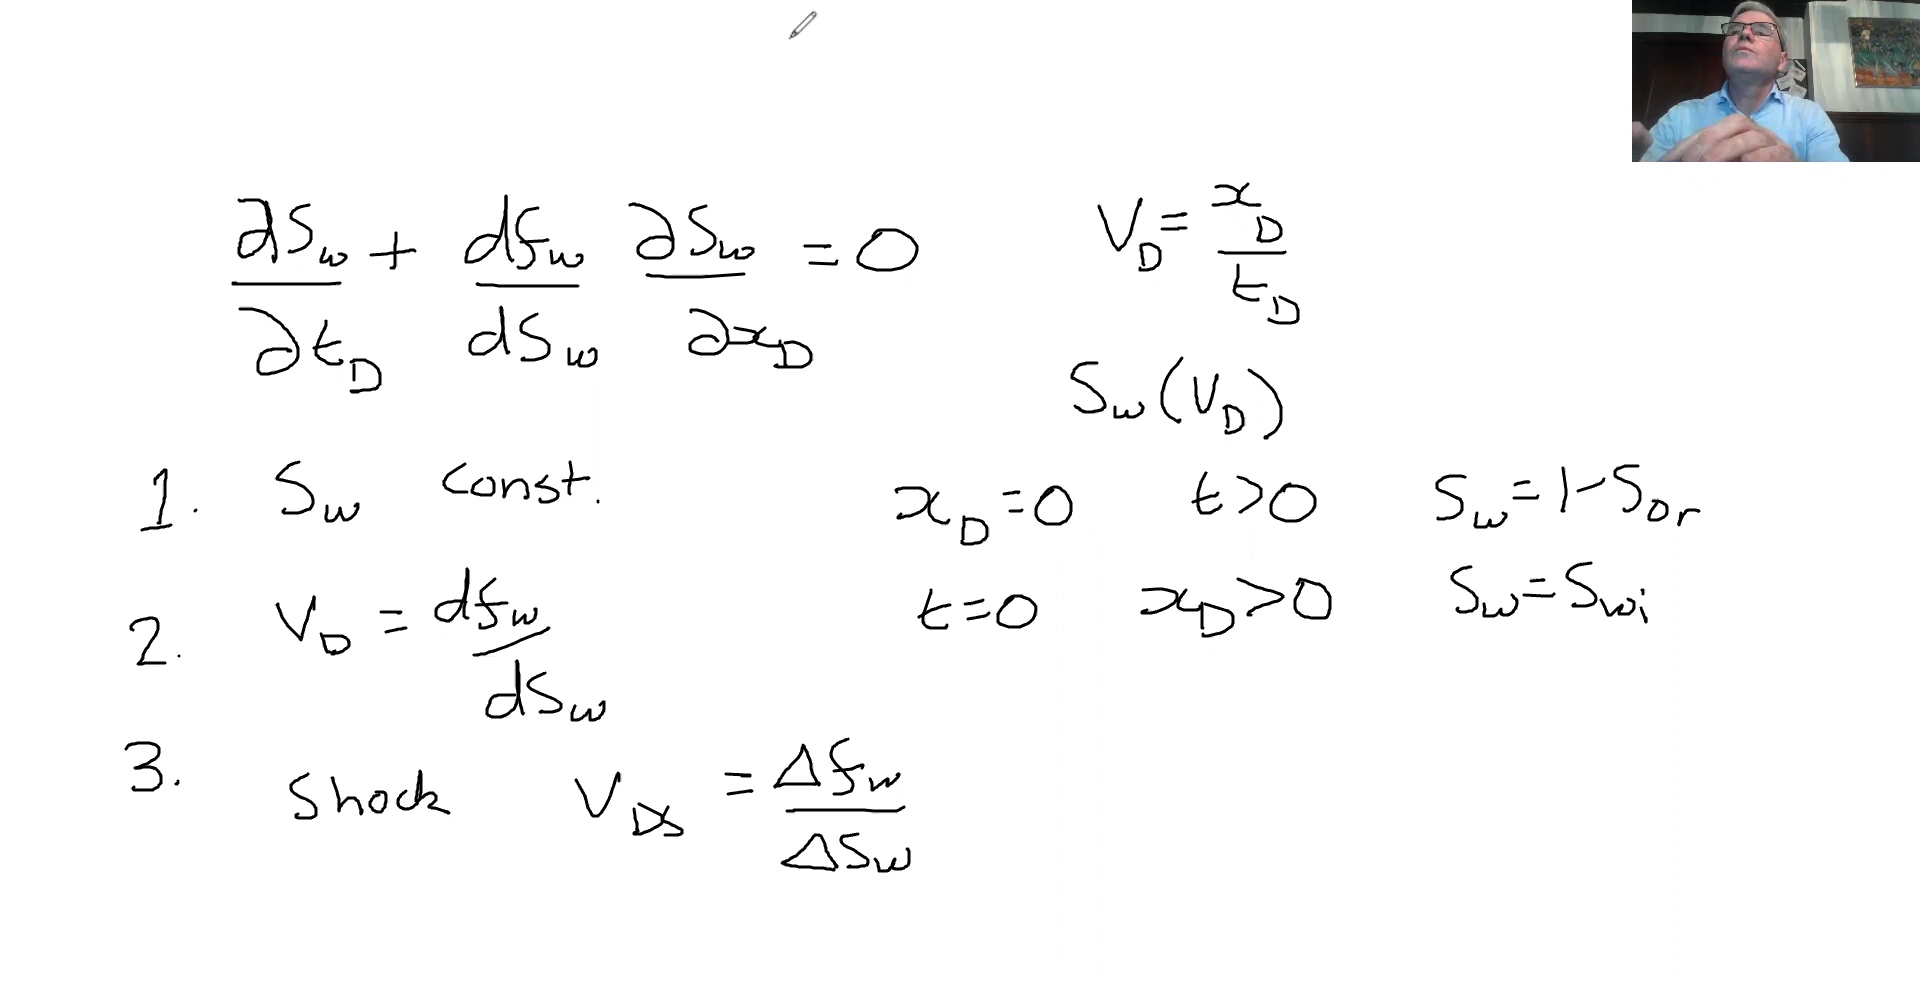 ∂Sw/∂tD + dfw/dSw ∂Sw/∂xD = 0
VD = xD/tD
Sw(VD)
1. Sw const.
xD = 0 t > 0 Sw = 1 - Sor
t = 0 xD > 0 Sw = Swi
2. VD = dfw/dSw
3. Shock VDS = Δfw/ΔSw